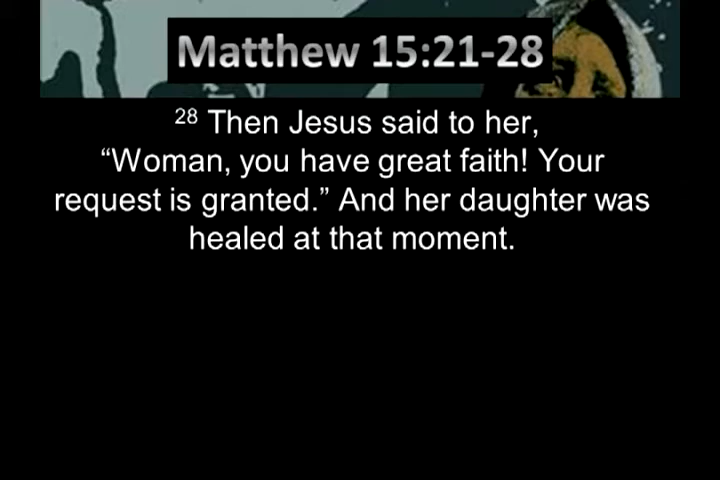 Matthew 15:21-28
28 Then Jesus said to her,
“Woman, you have great faith! Your
request is granted.” And her daughter was
healed at that moment.